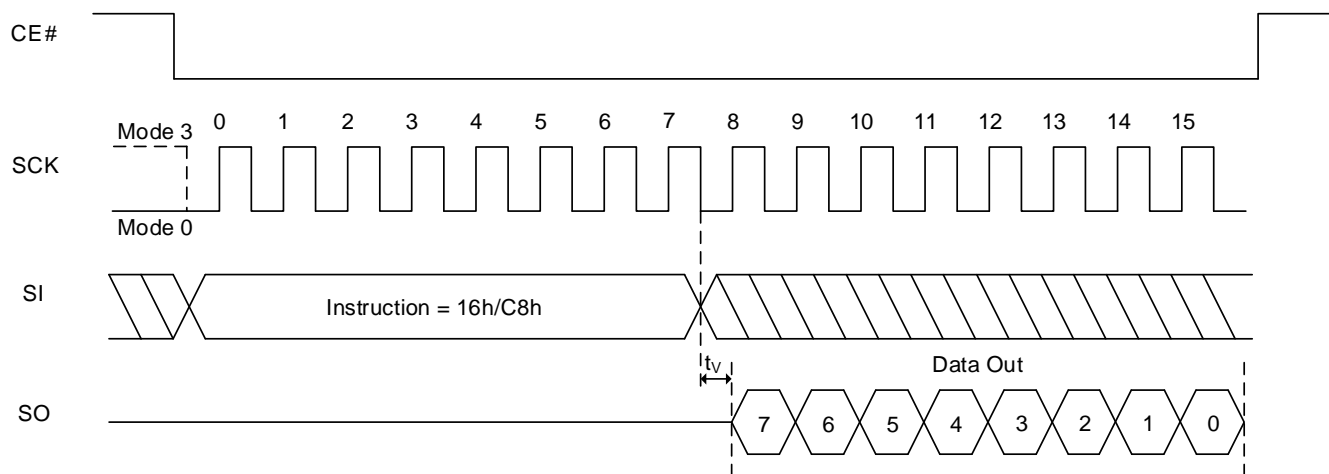 CE#
0 1 2 3 4 5 6 7 8 9 10 11 12 13 14 15
Mode 3
SCK
Mode 0
SI
Instruction = 16h/C8h
tV
Data Out
SO
7 6 5 4 3 2 1 0